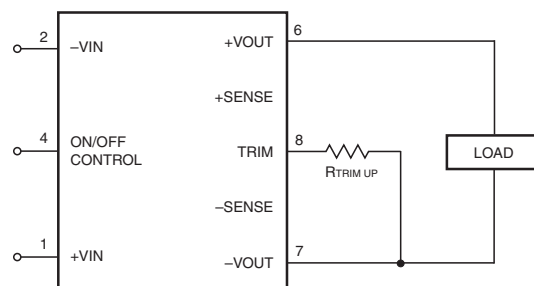 2 –VIN +VOUT 6
+SENSE
4 ON/OFF CONTROL TRIM 8 LOAD
RTRIM UP
–SENSE
1 +VIN –VOUT 7